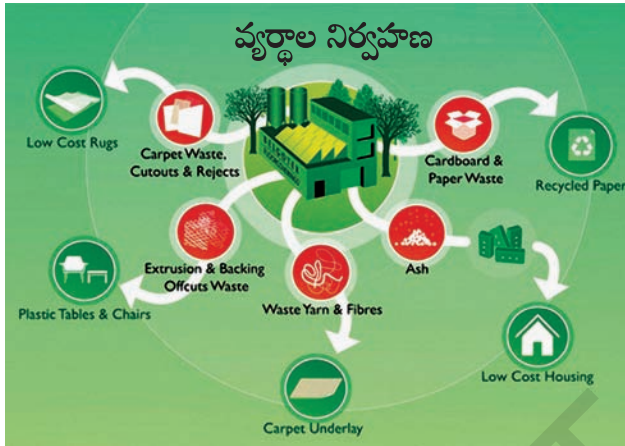 వ్యర్థాల నిర్వహణ
Low Cost Rugs
Carpet Waste,
Cutouts & Rejects
Cardboard &
Paper Waste
Recycled Paper
Extrusion & Backing
Offcuts Waste
Waste Yarn & Fibres
Ash
Plastic Tables & Chairs
Low Cost Housing
Carpet Underlay